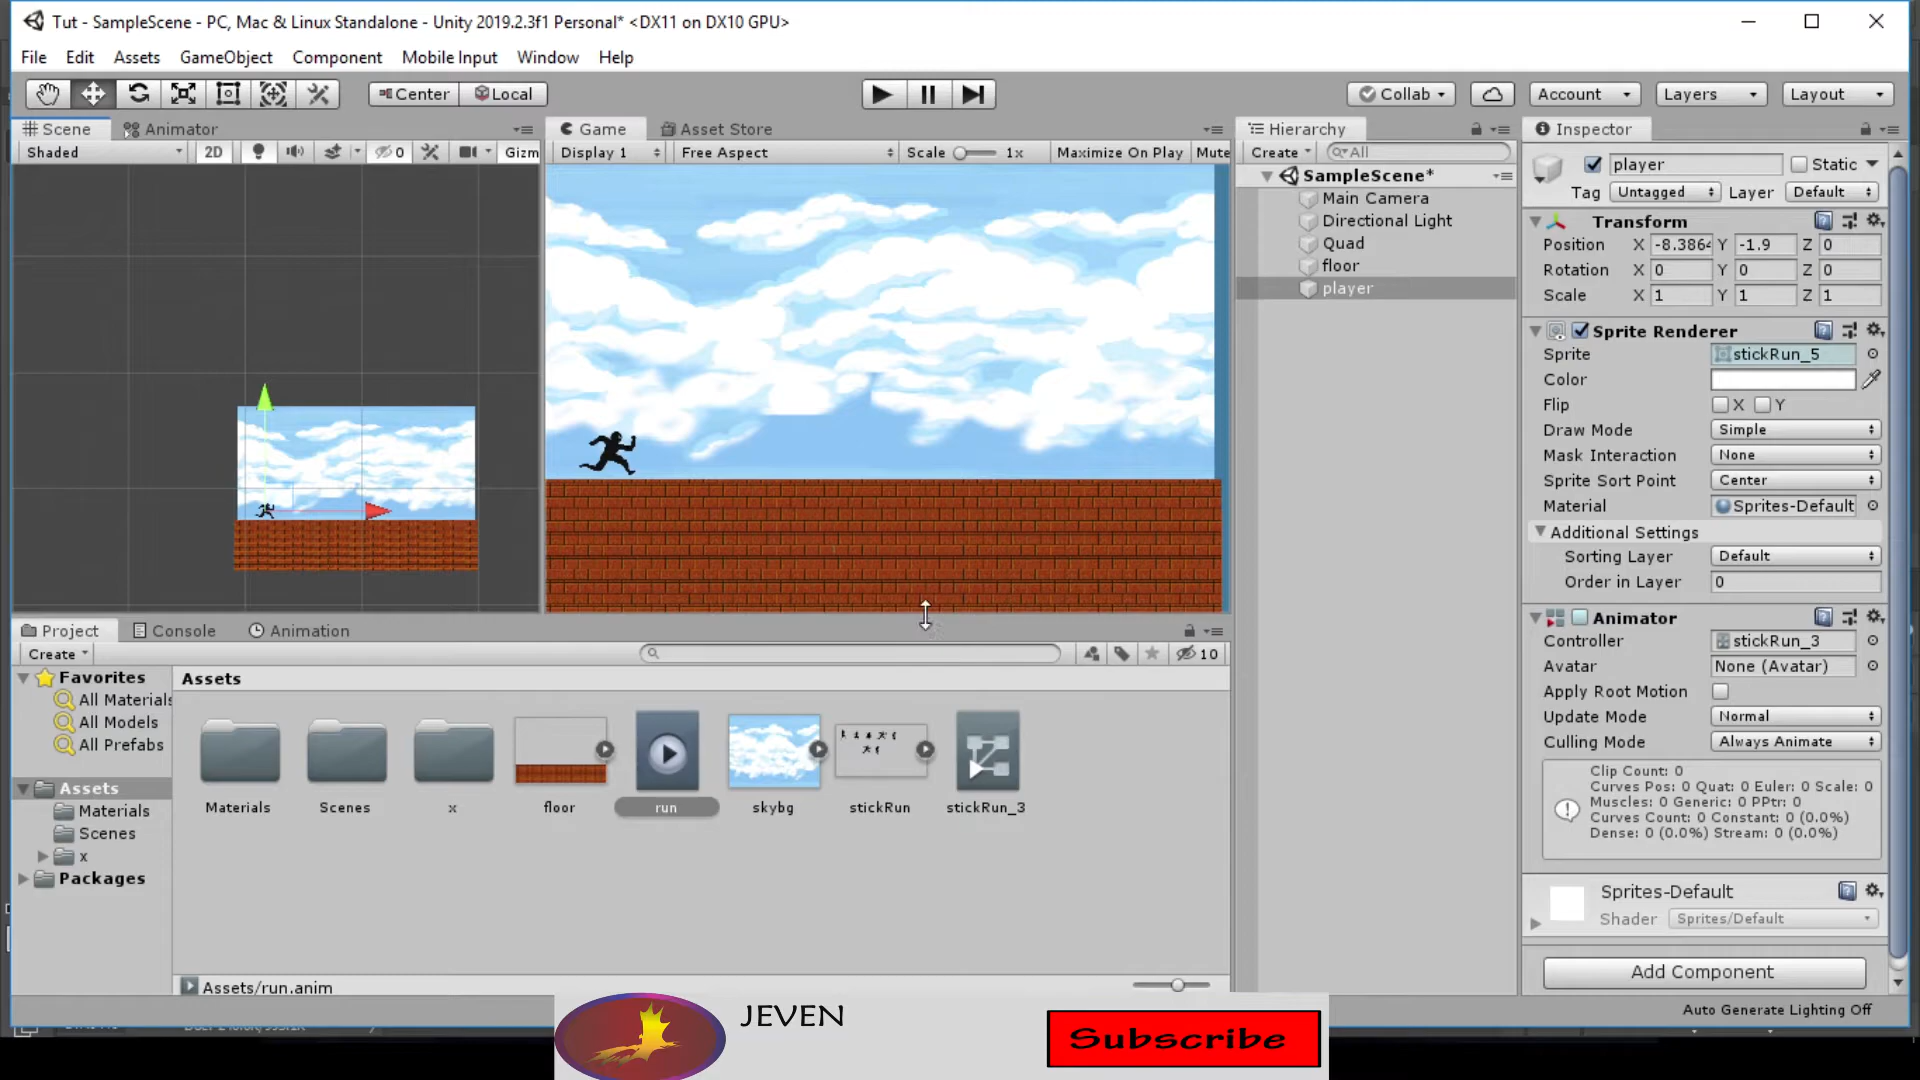 Tut - SampleScene - PC, Mac & Linux Standalone - Unity 2019.2.3f1 Personal* <DX11 on DX10 GPU>
File Edit Assets GameObject Component Mobile Input Window Help
Center Local Collab Account Layers Layout
Scene Animator
Shaded 2D 0 Gizm
Game Asset Store
Display 1 Free Aspect Scale 1x Maximize On Play Mute
Hierarchy
Create All
SampleScene*
Main Camera
Directional Light
Quad
floor
player
Inspector
player Static
Tag Untagged Layer Default
Transform
Position X -8.3864 Y -1.9 Z 0
Rotation X 0 Y 0 Z 0
Scale X 1 Y 1 Z 1
Sprite Renderer
Sprite stickRun_5
Color
Flip X Y
Draw Mode Simple
Mask Interaction None
Sprite Sort Point Center
Material Sprites-Default
Additional Settings
Sorting Layer Default
Order in Layer 0
Animator
Controller stickRun_3
Avatar None (Avatar)
Apply Root Motion
Update Mode Normal
Culling Mode Always Animate
Clip Count: 0
Curves Pos: 0 Quat: 0 Euler: 0 Scale: 0
Muscles: 0 Generic: 0 PPtr: 0
Curves Count: 0 Constant: 0 (0.0%)
Dense: 0 (0.0%) Stream: 0 (0.0%)
Sprites-Default
Shader Sprites/Default
Add Component
Auto Generate Lighting Off
Project Console Animation
Create 10
Favorites
All Materials
All Models
All Prefabs
Assets
Materials
Scenes
x
Packages
Assets
Materials Scenes x floor run skybg stickRun stickRun_3
Assets/run.anim
JEVEN
Subscribe